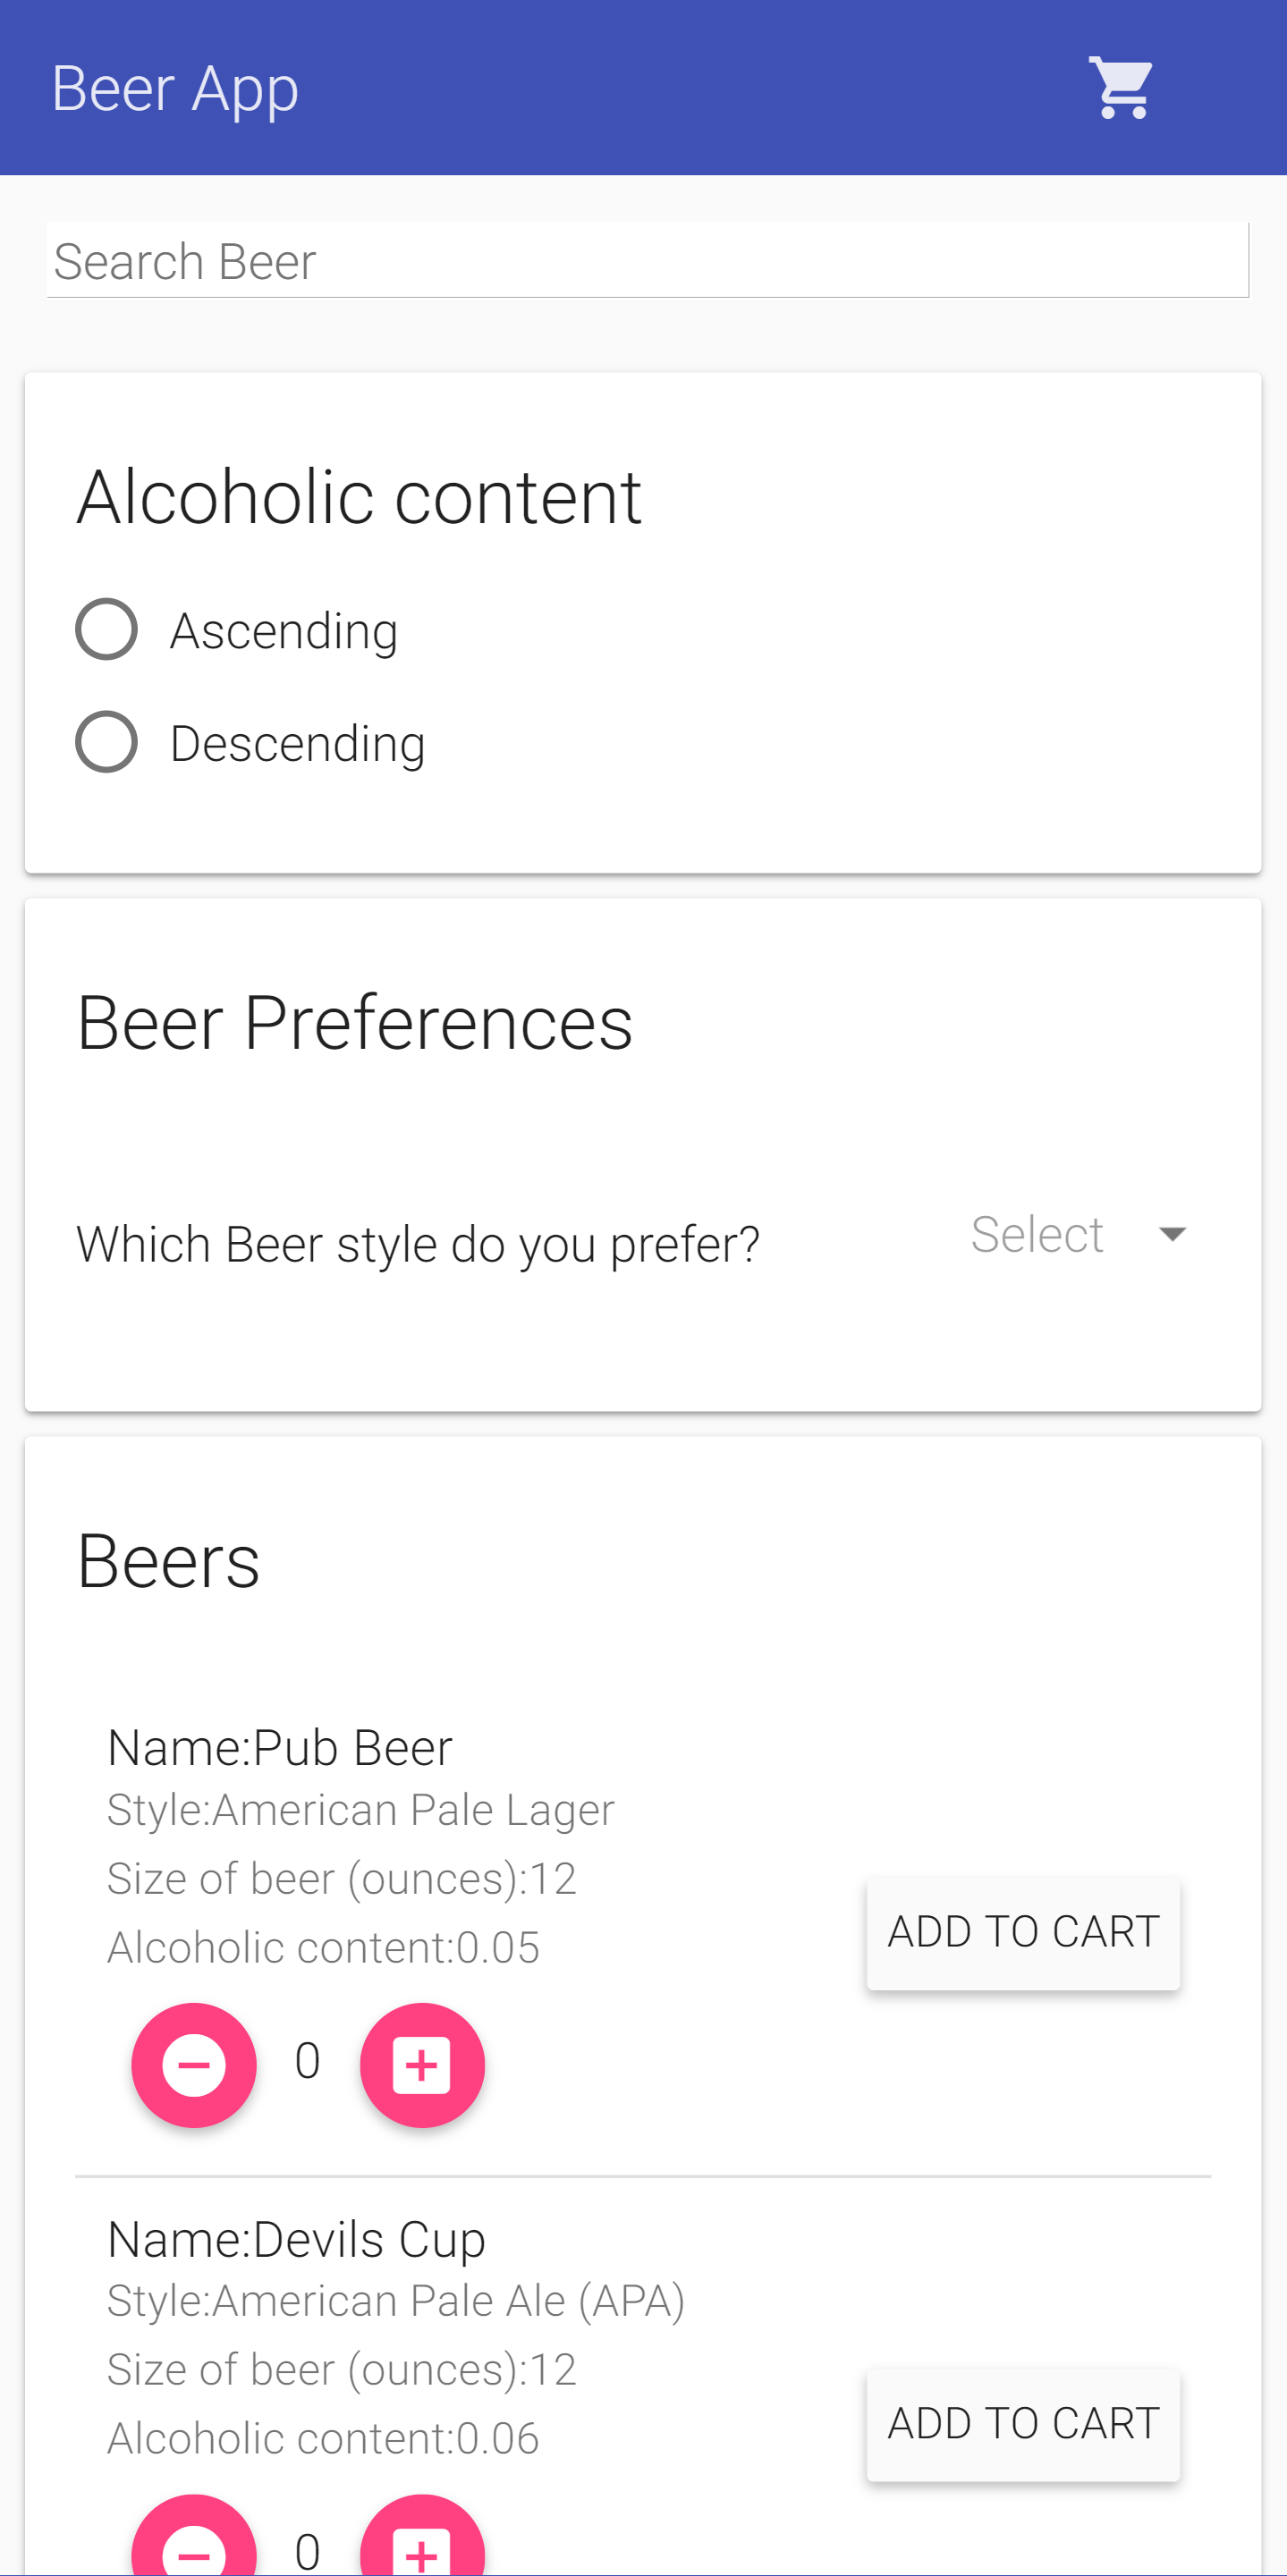 Beer App
Search Beer
Alcoholic content
Ascending
Descending
Beer Preferences
Which Beer style do you prefer?
Select
Beers
Name:Pub Beer
Style:American Pale Lager
Size of beer (ounces):12
Alcoholic content:0.05
ADD TO CART
0
Name:Devils Cup
Style:American Pale Ale (APA)
Size of beer (ounces):12
Alcoholic content:0.06
ADD TO CART
0